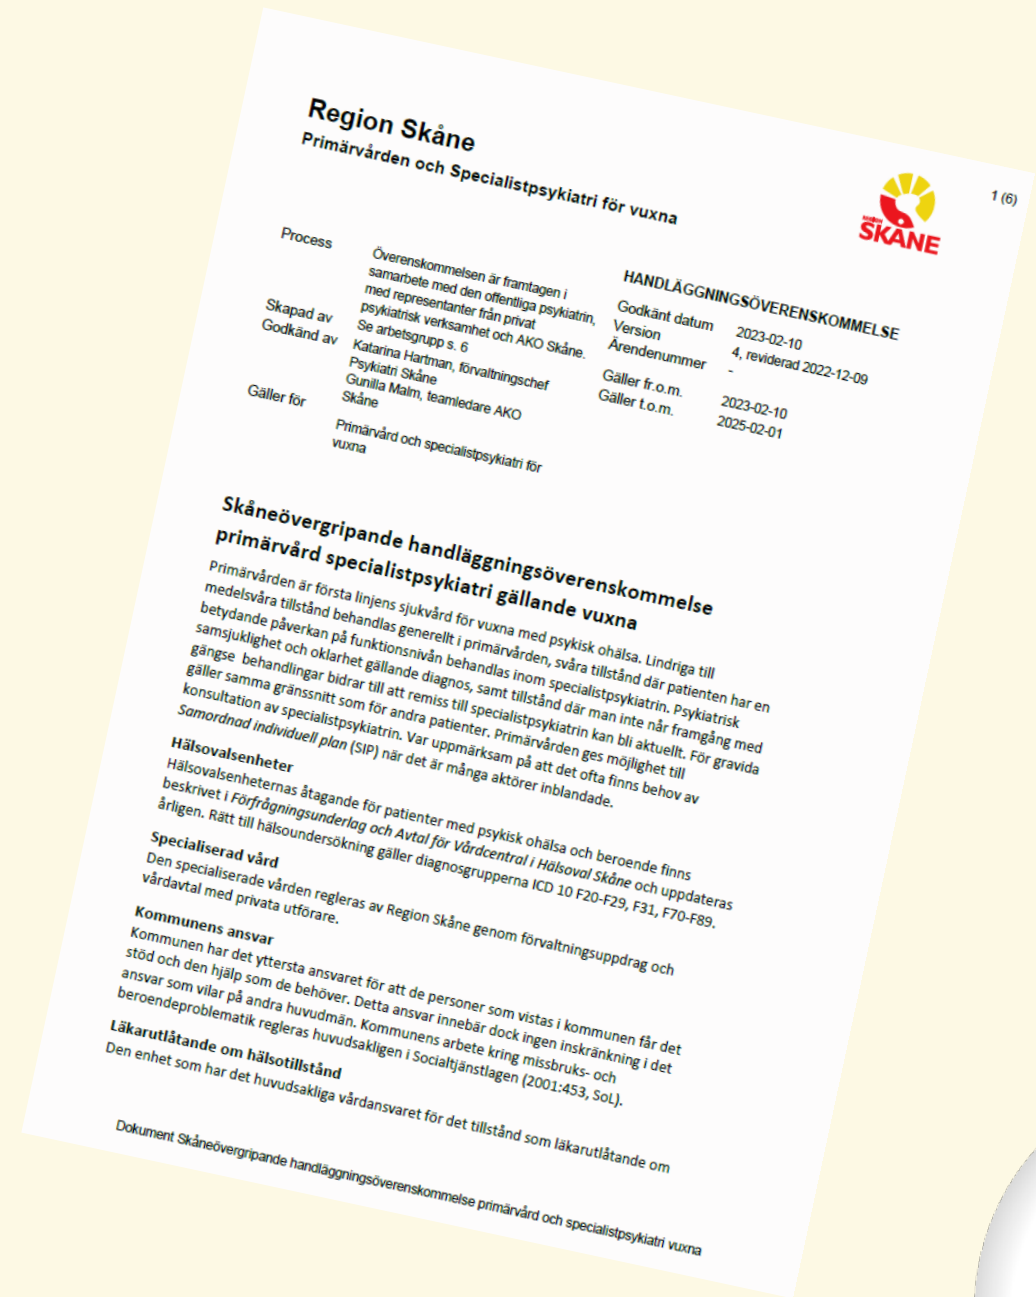 Region Skåne
Primärvården och Specialistpsykiatri för vuxna
1 (6)
REGION
SKÅNE
Process
Överenskommelsen är framtagen i
samarbete med den offentliga psykiatrin,
med representanter från privat
psykiatrisk verksamhet och AKO Skåne.
Skapad av
Se arbetsgrupp s. 6
Godkänd av
Katarina Hartman, förvaltningschef
Psykiatri Skåne
Gunilla Malm, teamledare AKO
Skåne
Gäller för
Primärvård och specialistpsykiatri för
vuxna
HANDLÄGGNINGSÖVERENSKOMMELSE
Godkänt datum 2023-02-10
Version 4, reviderad 2022-12-09
Ärendenummer -
Gäller fr.o.m. 2023-02-10
Gäller t.o.m. 2025-02-01
Skåneövergripande handläggningsöverenskommelse
primärvård specialistpsykiatri gällande vuxna
Primärvården är första linjens sjukvård för vuxna med psykisk ohälsa. Lindriga till
medelsvåra tillstånd behandlas generellt i primärvården, svåra tillstånd där patienten har en
betydande påverkan på funktionsnivån behandlas inom specialistpsykiatrin. Psykiatrisk
samsjuklighet och oklarhet gällande diagnos, samt tillstånd där man inte når framgång med
gängse behandlingar bidrar till att remiss till specialistpsykiatrin kan bli aktuellt. För gravida
gäller samma gränssnitt som för andra patienter. Primärvården ges möjlighet till
konsultation av specialistpsykiatrin. Var uppmärksam på att det ofta finns behov av
Samordnad individuell plan (SIP) när det är många aktörer inblandade.
Hälsovalsenheter
Hälsovalsenheternas åtagande för patienter med psykisk ohälsa och beroende finns
beskrivet i Förfrågningsunderlag och Avtal för Vårdcentral i Hälsoval Skåne och uppdateras
årligen. Rätt till hälsoundersökning gäller diagnosgrupperna ICD 10 F20-F29, F31, F70-F89.
Specialiserad vård
Den specialiserade vården regleras av Region Skåne genom förvaltningsuppdrag och
vårdavtal med privata utförare.
Kommunens ansvar
Kommunen har det yttersta ansvaret för att de personer som vistas i kommunen får det
stöd och den hjälp som de behöver. Detta ansvar innebär dock ingen inskränkning i det
ansvar som vilar på andra huvudmän. Kommunens arbete kring missbruks- och
beroendeproblematik regleras huvudsakligen i Socialtjänstlagen (2001:453, SoL).
Läkarutlåtande om hälsotillstånd
Den enhet som har det huvudsakliga vårdansvaret för det tillstånd som läkarutlåtande om
Dokument Skåneövergripande handläggningsöverenskommelse primärvård och specialistpsykiatri vuxna